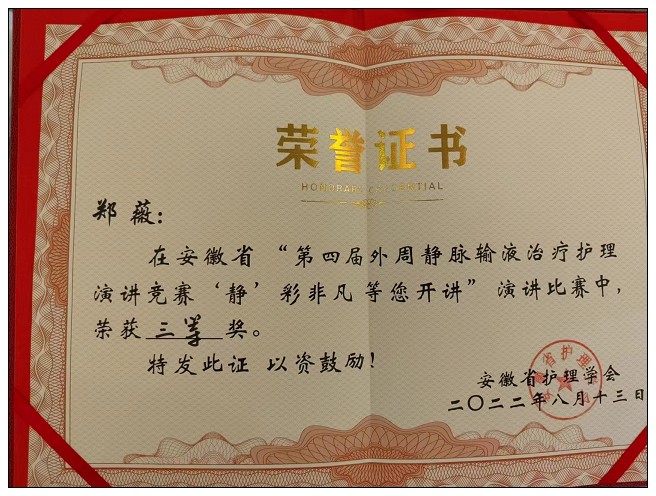 荣誉证书
HONORARY CREDENTIAL
郑薇：
在安徽省“第四届外周静脉输液治疗护理
演讲竞赛‘静’彩非凡 等您开讲”演讲比赛中，
荣获三等奖。
特发此证 以资鼓励！
安徽省护理学会
二〇二二年八月十三日